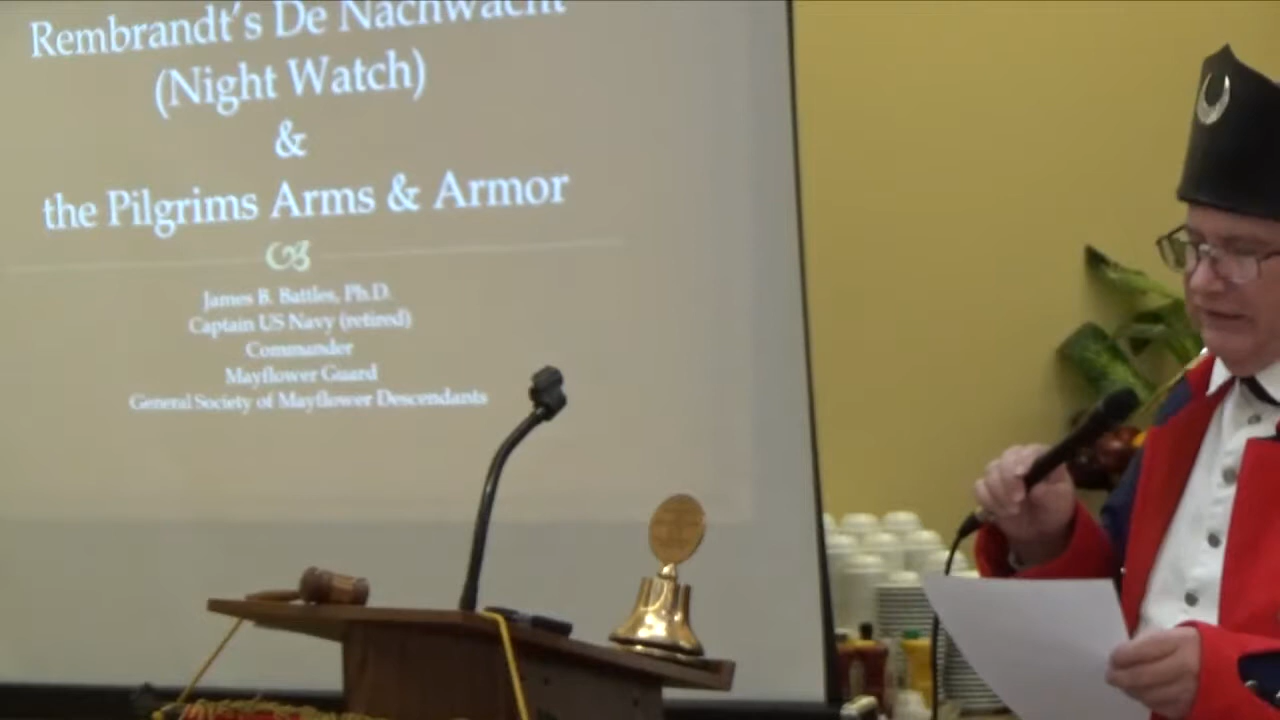 Rembrandt's De Nachwacht
(Night Watch)
&
the Pilgrims Arms & Armor
James B. Battles, Ph.D.
Captain US Navy (retired)
Commander
Mayflower Guard
General Society of Mayflower Descendants